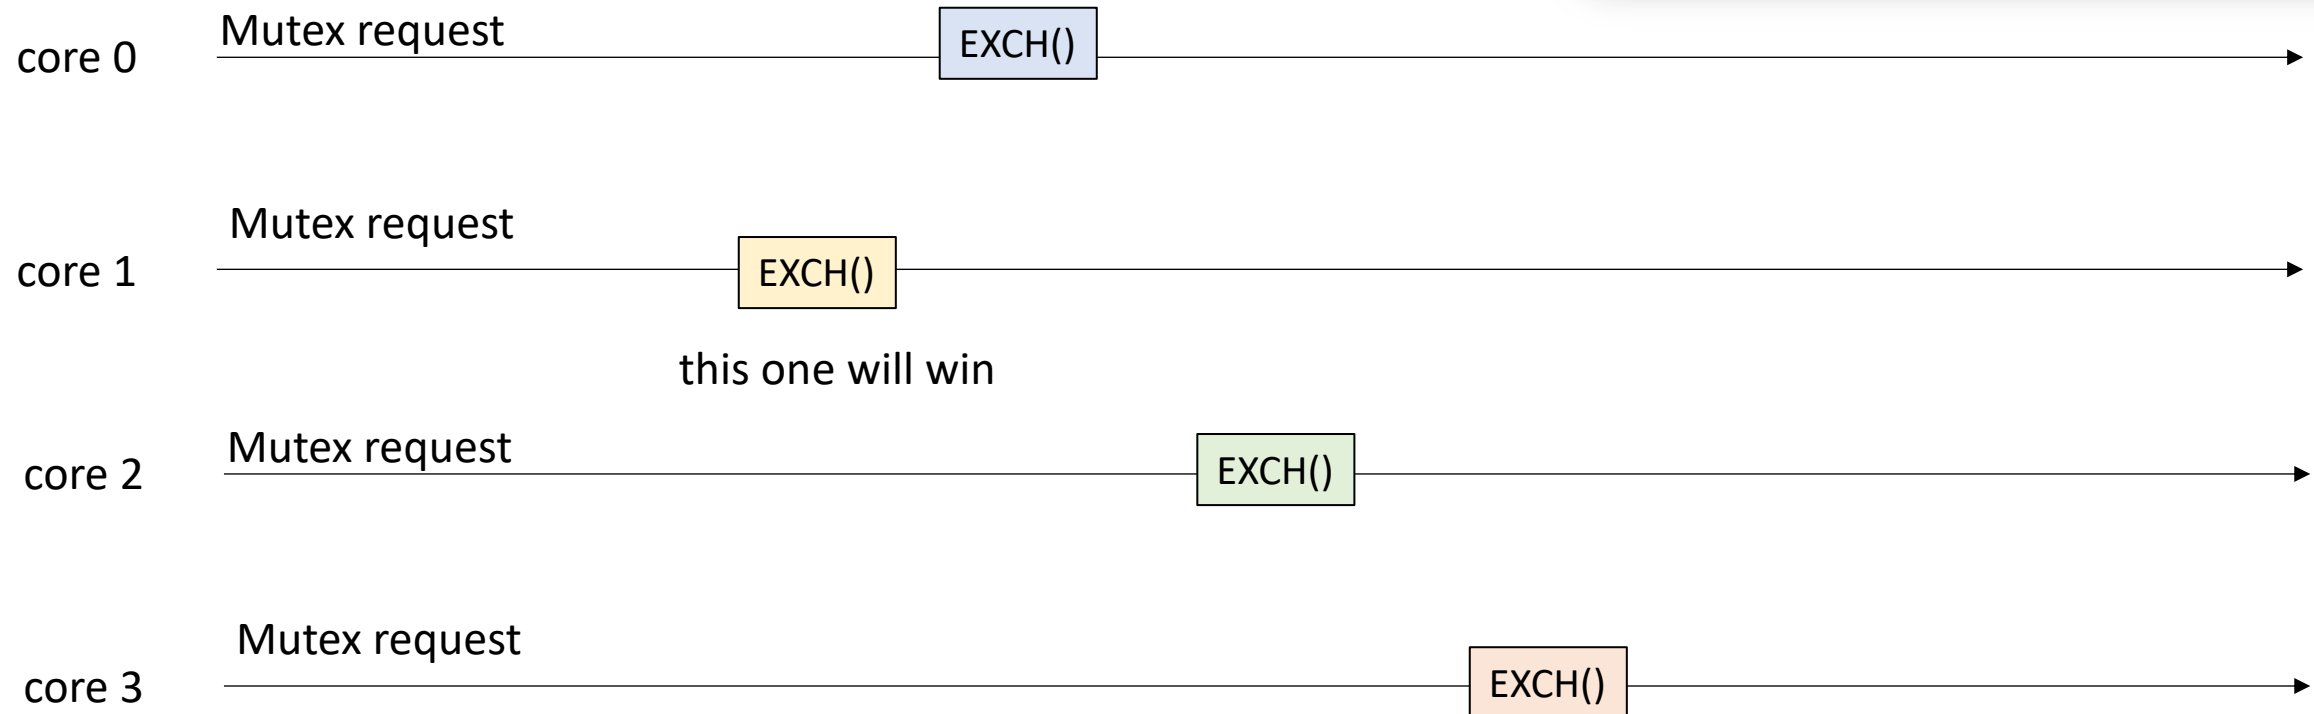 core 0
Mutex request
EXCH()
core 1
Mutex request
EXCH()
this one will win
core 2
Mutex request
EXCH()
core 3
Mutex request
EXCH()